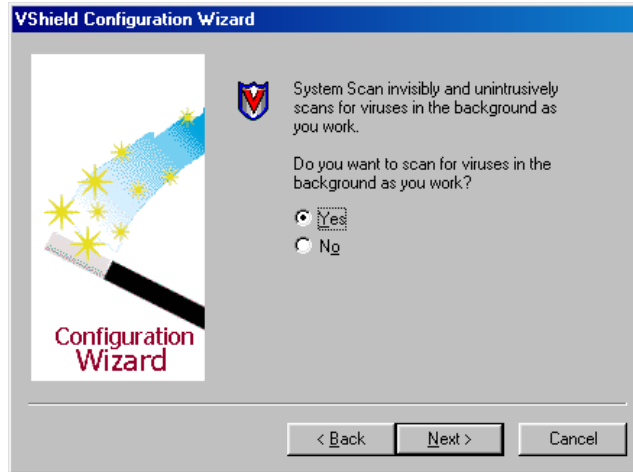 VShield Configuration Wizard
System Scan invisibly and unintrusively
scans for viruses in the background as
you work.
Do you want to scan for viruses in the
background as you work?
Yes
No
Configuration
Wizard
< Back
Next >
Cancel